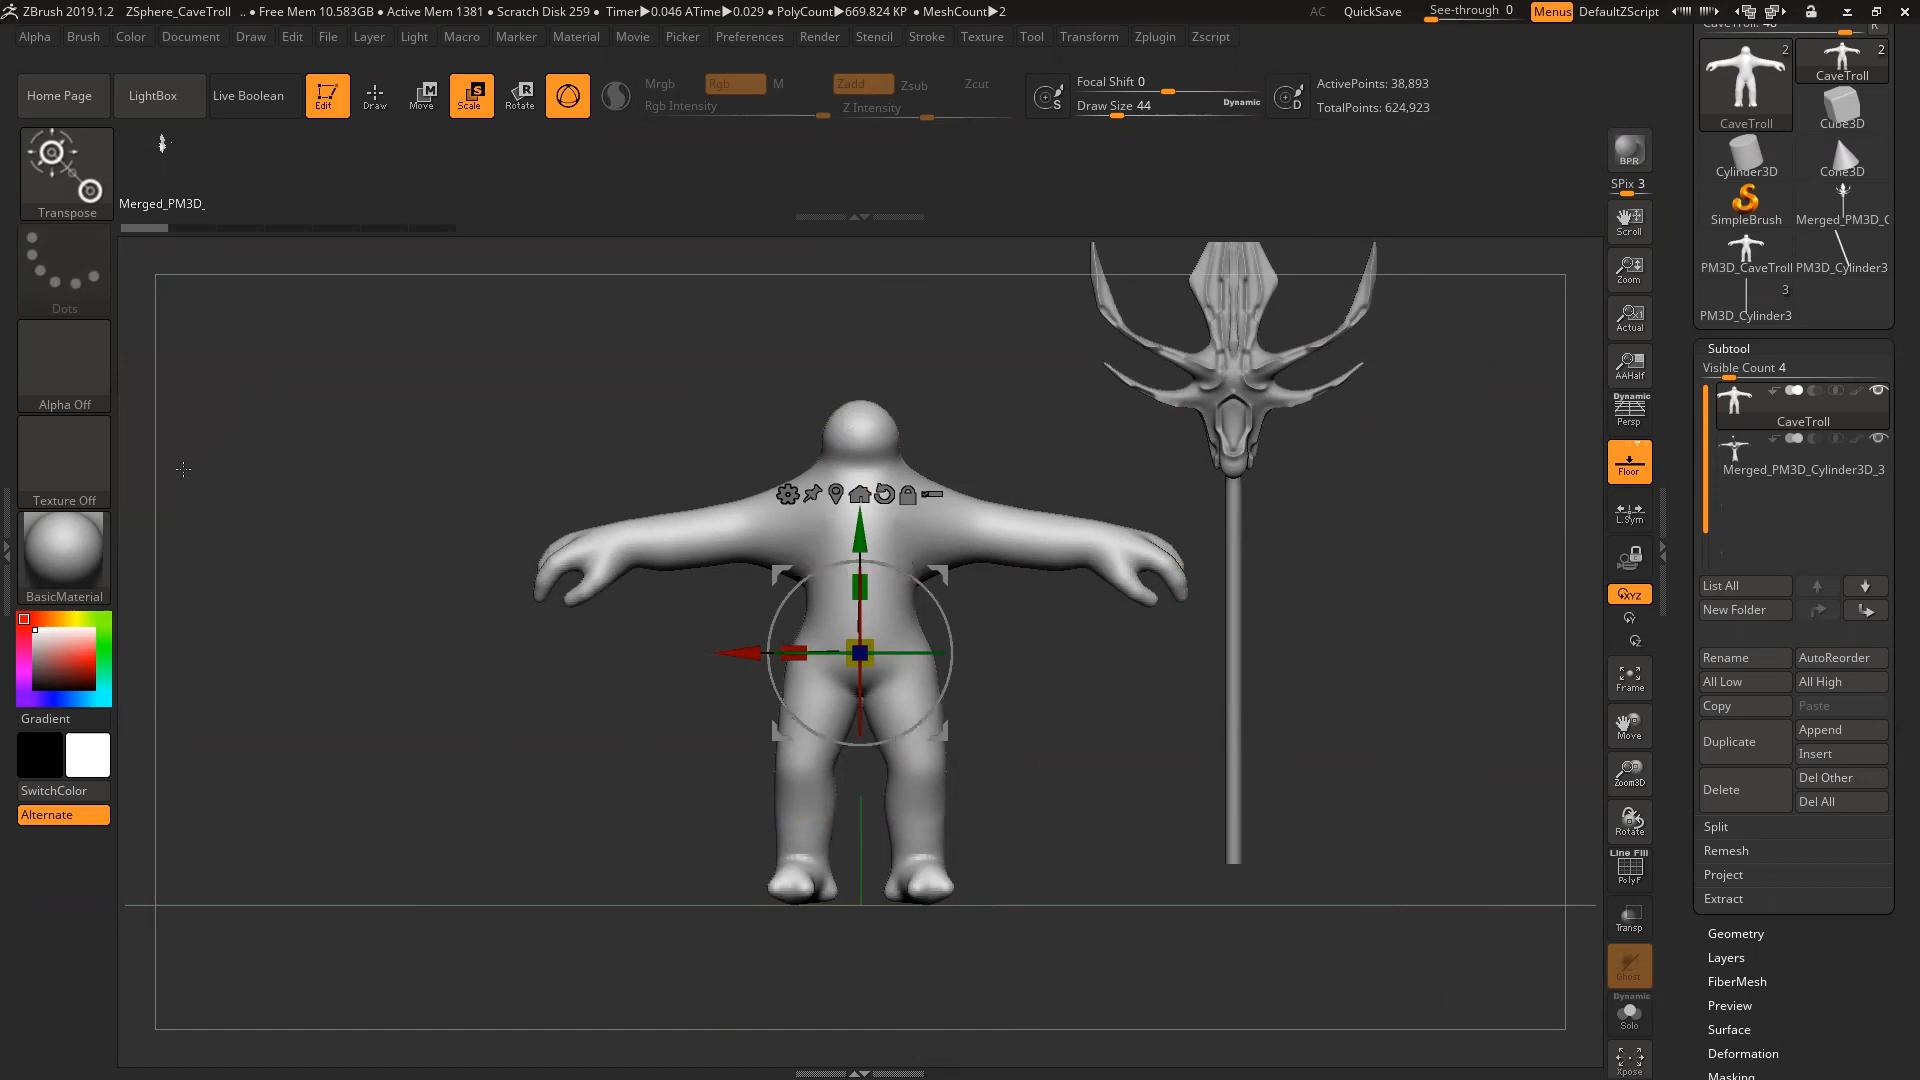 ZBrush 2019.1.2 ZSphere_CaveTroll .. • Free Mem 10.583GB • Active Mem 1381 • Scratch Disk 259 • Timer▶0.046 ATime▶0.029 • PolyCount▶669.824 KP • MeshCount▶2 AC QuickSave See-through 0 Menus DefaultZScript
Alpha Brush Color Document Draw Edit File Layer Light Macro Marker Material Movie Picker Preferences Render Stencil Stroke Texture Tool Transform Zplugin Zscript
Home Page LightBox Live Boolean Edit Draw Move Scale Rotate
Mrgb Rgb M Zadd Zsub Zcut
Rgb Intensity Z Intensity
Focal Shift 0
Draw Size 44 Dynamic
ActivePoints: 38,893
TotalPoints: 624,923
Transpose
Merged_PM3D_
Dots
Alpha Off
Texture Off
BasicMaterial
Gradient
SwitchColor
Alternate
BPR
SPix 3
Scroll
Zoom
Actual
AAHalf
Dynamic
Persp
Floor
L.Sym
XYZ
Frame
Move
Zoom3D
Rotate
Line Fill
PolyF
Transp
Ghost
Dynamic
Solo
Xpose
2 2
CaveTroll
CaveTroll Cube3D
Cylinder3D Cone3D
SimpleBrush Merged_PM3D_C
PM3D_CaveTroll PM3D_Cylinder3
3
PM3D_Cylinder3
Subtool
Visible Count 4
CaveTroll
Merged_PM3D_Cylinder3D_3
List All
New Folder
Rename AutoReorder
All Low All High
Copy Paste
Duplicate Append
Insert
Delete Del Other
Del All
Split
Remesh
Project
Extract
Geometry
Layers
FiberMesh
Preview
Surface
Deformation
Masking